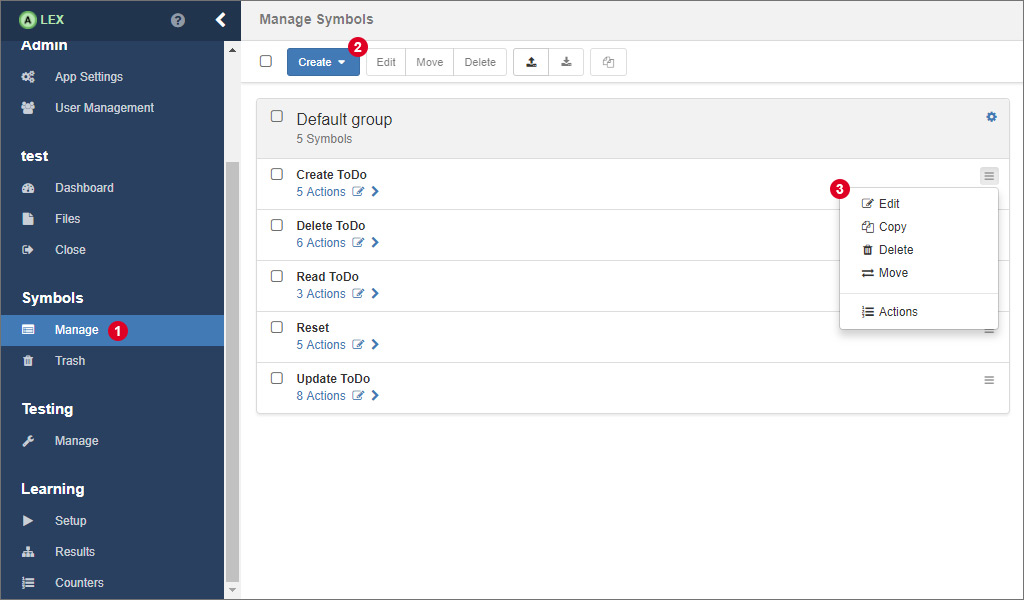 A LEX ?
Admin
App Settings
User Management
test
Dashboard
Files
Close
Symbols
Manage 1
Trash
Testing
Manage
Learning
Setup
Results
Counters
Manage Symbols
Create 2 Edit Move Delete
Default group
5 Symbols
Create ToDo
5 Actions
Delete ToDo
6 Actions
Read ToDo
3 Actions
Reset
5 Actions
Update ToDo
8 Actions
3
Edit
Copy
Delete
Move
Actions